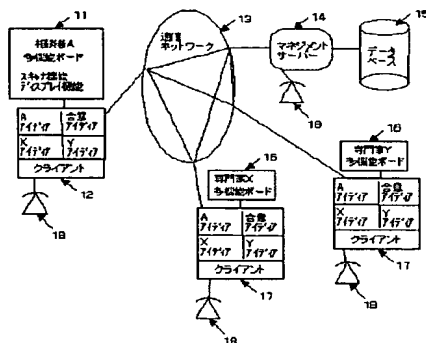 11
相談者A
多機能ボード
スキャナ機能
ディスプレイ機能
A
アイディア
合意
アイディア
X
アイディア
Y
アイディア
クライアント
12
18
13
通信
ネットワーク
14
マネジメント
サーバー
18
15
データ
ベース
16
専門家X
多機能ボード
A
アイディア
合意
アイディア
X
アイディア
Y
アイディア
クライアント
17
18
16
専門家Y
多機能ボード
A
アイディア
合意
アイディア
X
アイディア
Y
アイディア
クライアント
17
18